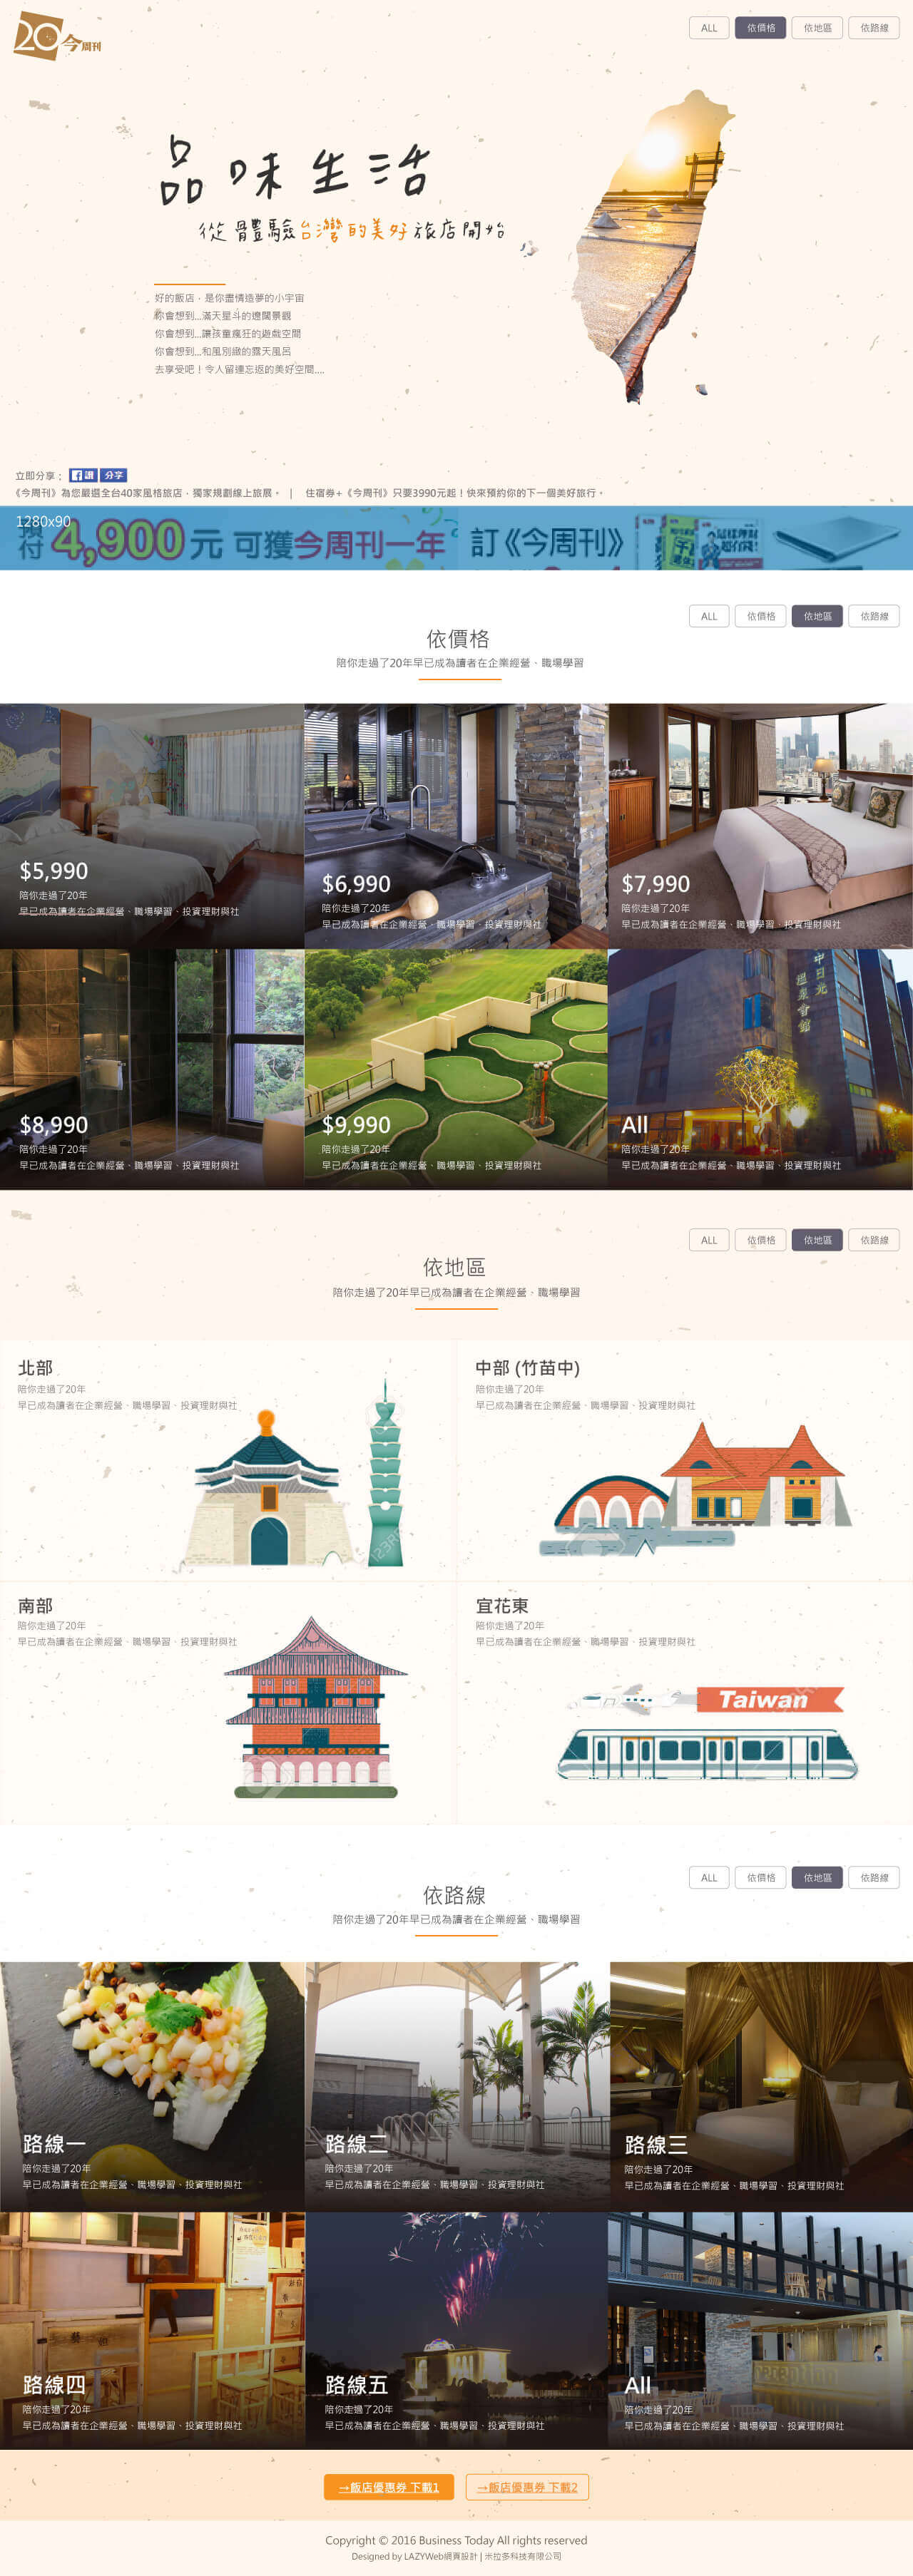 20今周刊
ALL 依價格 依地區 依路線
品味生活
從體驗台灣的美好旅店開始
好的飯店，是你盡情造夢的小宇宙
你會想到...滿天星斗的遼闊景觀
你會想到...讓孩童瘋狂的遊戲空間
你會想到...和風別緻的露天風呂
去享受吧！令人留連忘返的美好空間....
立即分享： 讚 分享
《今周刊》為您嚴選全台40家風格旅店，獨家規劃線上旅展。 | 住宿券+《今周刊》只要3990元起！快來預約你的下一個美好旅行。
1280x90
預付 4,900元 可獲今周刊一年 訂《今周刊》
ALL 依價格 依地區 依路線
依價格
陪你走過了20年早已成為讀者在企業經營、職場學習
$5,990
陪你走過了20年
早已成為讀者在企業經營、職場學習、投資理財與社
$6,990
陪你走過了20年
早已成為讀者在企業經營、職場學習、投資理財與社
$7,990
陪你走過了20年
早已成為讀者在企業經營、職場學習、投資理財與社
中日光
溫泉會館
$8,990
陪你走過了20年
早已成為讀者在企業經營、職場學習、投資理財與社
$9,990
陪你走過了20年
早已成為讀者在企業經營、職場學習、投資理財與社
All
陪你走過了20年
早已成為讀者在企業經營、職場學習、投資理財與社
ALL 依價格 依地區 依路線
依地區
陪你走過了20年早已成為讀者在企業經營、職場學習
北部
陪你走過了20年
早已成為讀者在企業經營、職場學習、投資理財與社
中部 (竹苗中)
陪你走過了20年
早已成為讀者在企業經營、職場學習、投資理財與社
南部
陪你走過了20年
早已成為讀者在企業經營、職場學習、投資理財與社
宜花東
陪你走過了20年
早已成為讀者在企業經營、職場學習、投資理財與社
Taiwan
ALL 依價格 依地區 依路線
依路線
陪你走過了20年早已成為讀者在企業經營、職場學習
路線一
陪你走過了20年
早已成為讀者在企業經營、職場學習、投資理財與社
路線二
陪你走過了20年
早已成為讀者在企業經營、職場學習、投資理財與社
路線三
陪你走過了20年
早已成為讀者在企業經營、職場學習、投資理財與社
路線四
陪你走過了20年
早已成為讀者在企業經營、職場學習、投資理財與社
路線五
陪你走過了20年
早已成為讀者在企業經營、職場學習、投資理財與社
All
陪你走過了20年
早已成為讀者在企業經營、職場學習、投資理財與社
→飯店優惠券 下載1 →飯店優惠券 下載2
Copyright © 2016 Business Today All rights reserved
Designed by LAZYWeb網頁設計 | 米拉多科技有限公司